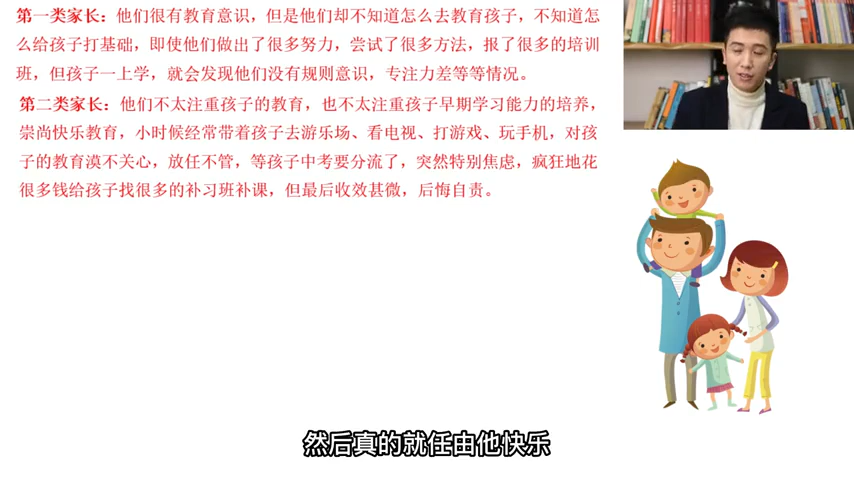 第一类家长：他们很有教育意识，但是他们却不知道怎么去教育孩子，不知道怎
么给孩子打基础，即使他们做出了很多努力，尝试了很多方法，报了很多的培训
班，但孩子一上学，就会发现他们没有规则意识，专注力差等等情况。
第二类家长：他们不太注重孩子的教育，也不太注重孩子早期学习能力的培养，
崇尚快乐教育，小时候经常带着孩子去游乐场、看电视、打游戏、玩手机，对孩
子的教育漠不关心，放任不管，等孩子中考要分流了，突然特别焦虑，疯狂地花
很多钱给孩子找很多的补习班补课，但最后收效甚微，后悔自责。
然后真的就任由他快乐